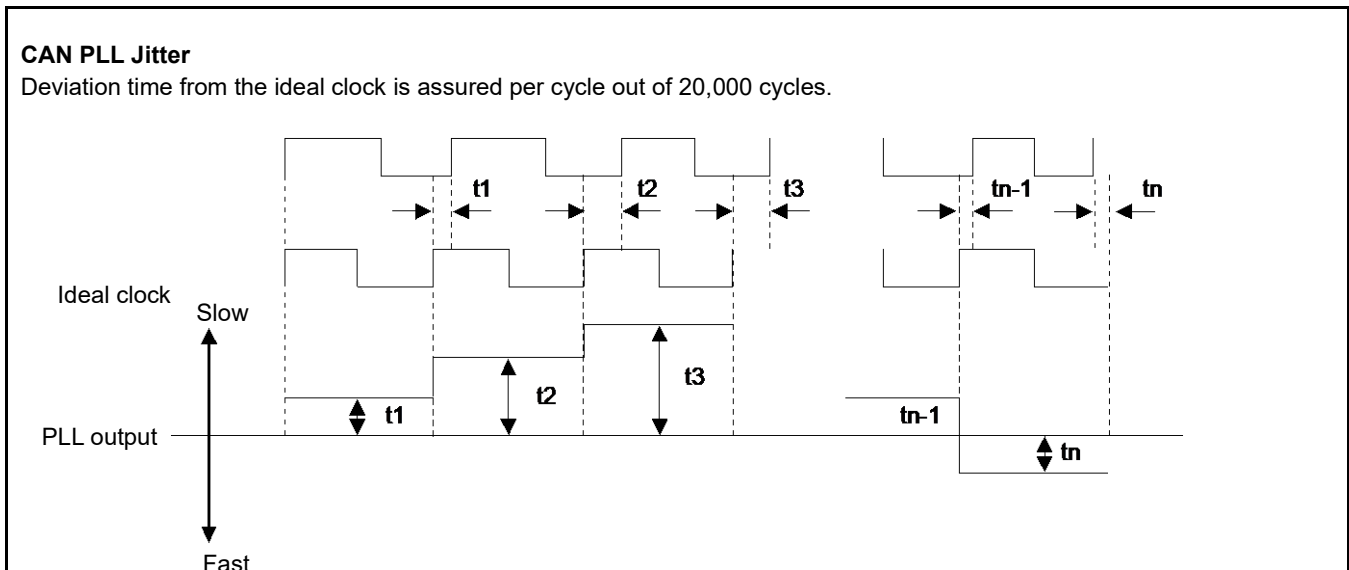 CAN PLL Jitter
Deviation time from the ideal clock is assured per cycle out of 20,000 cycles.
t1 t2 t3 tn-1 tn
Ideal clock
Slow
t1 t2 t3 tn-1 tn
PLL output
Fast